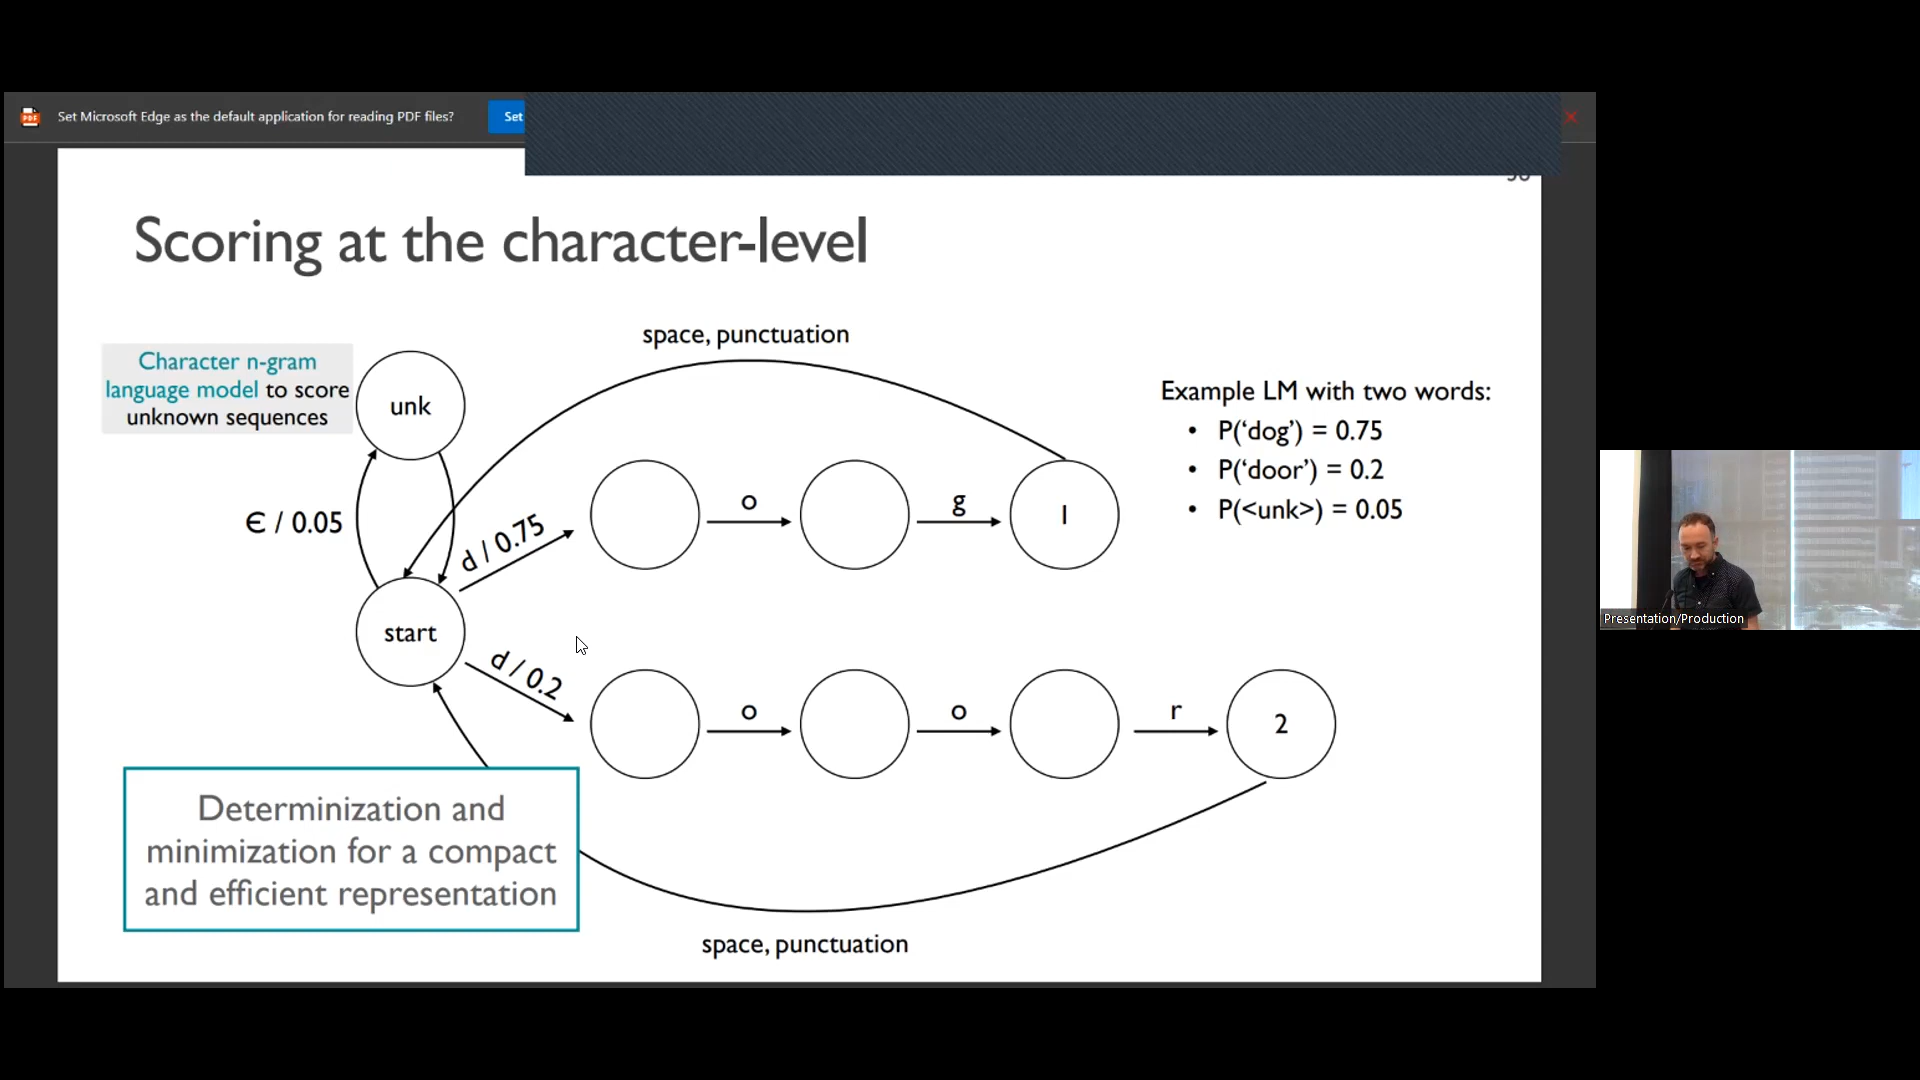 Set Microsoft Edge as the default application for reading PDF files?
Set
Scoring at the character-level
space, punctuation
Character n-gram
language model to score
unknown sequences
unk
Example LM with two words:
• P(‘dog’) = 0.75
• P(‘door’) = 0.2
• P(<unk>) = 0.05
o
g
1
ϵ / 0.05
d / 0.75
start
d / 0.2
o
o
r
2
Determinization and
minimization for a compact
and efficient representation
space, punctuation
Presentation/Production
PDF